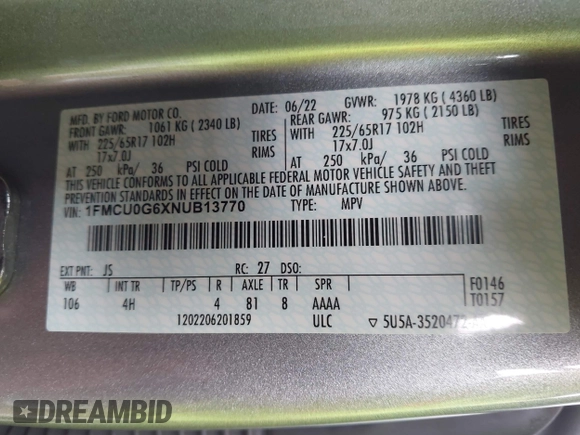 MFD. BY FORD MOTOR CO.
DATE: 06/22 GVWR: 1978 KG ( 4360 LB)
FRONT GAWR: 1061 KG ( 2340 LB)
REAR GAWR: 975 KG ( 2150 LB)
WITH 225/65R17 102H TIRES
WITH 225/65R17 102H TIRES
17x7.0J RIMS
17x7.0J RIMS
AT 250 kPa/ 36 PSI COLD
AT 250 kPa/ 36 PSI COLD
THIS VEHICLE CONFORMS TO ALL APPLICABLE FEDERAL MOTOR VEHICLE SAFETY
AND THEFT PREVENTION STANDARDS IN EFFECT ON THE DATE OF MANUFACTURE SHOWN ABOVE.
VIN: 1FMCU0G6XNUB13770 TYPE: MPV
EXT PNT: JS RC: 27 DSO:
WB INT TR TP/PS R AXLE TR SPR
106 4H 4 81 8 AAAA
F0146
T0157
1202206201859 ULC ▽ 5U5A-3520472-
DREAMBID